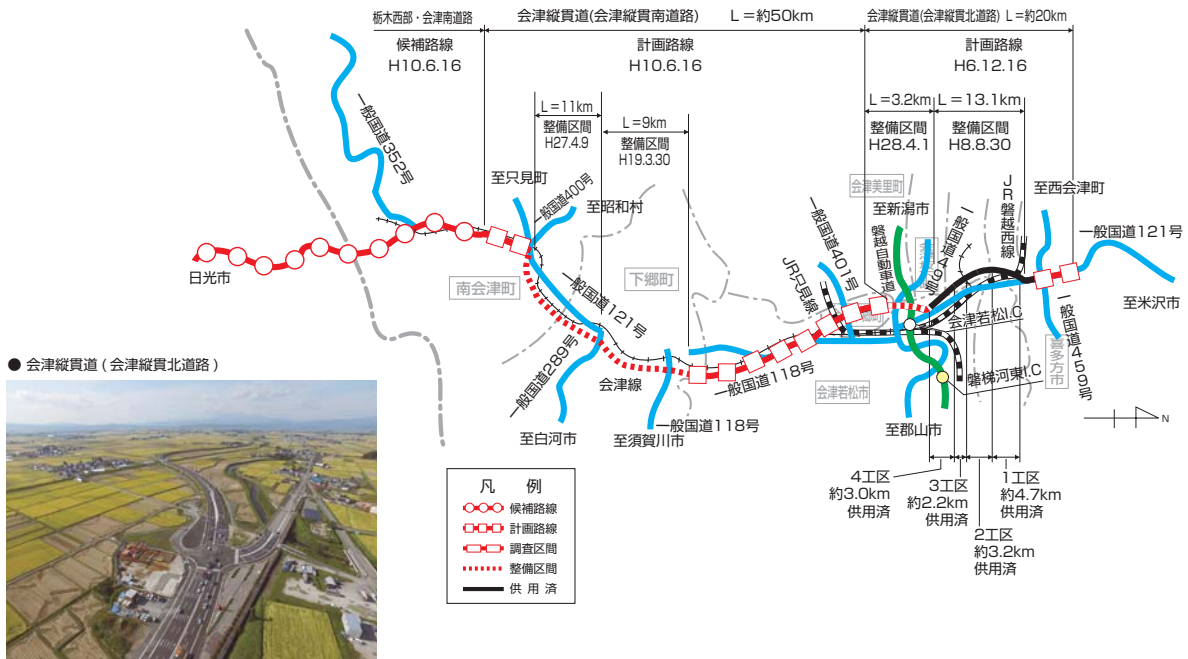 栃木西部・会津南道路
候補路線
H10.6.16
会津縦貫道(会津縦貫南道路)　L=約50km
計画路線
H10.6.16
会津縦貫道(会津縦貫北道路) L=約20km
計画路線
H6.12.16
L=11km
整備区間
H27.4.9
L=9km
整備区間
H19.3.30
L=3.2km
整備区間
H28.4.1
L=13.1km
整備区間
H8.8.30
一般国道352号
至只見町
一般国道400号
至昭和村
日光市
南会津町
下郷町
一般国道121号
一般国道289号
会津線
至白河市
至須賀川市
一般国道118号
一般国道118号
会津美里町
至新潟市
磐越自動車道
一般国道401号
JR只見線
一般国道49号
JR磐越西線
至西会津町
一般国道121号
至米沢市
会津若松I.C
一般国道459号
喜多方市
磐梯河東I.C
会津若松市
至郡山市
N
4工区
約3.0km
供用済
3工区
約2.2km
供用済
2工区
約3.2km
供用済
1工区
約4.7km
供用済
● 会津縦貫道 ( 会津縦貫北道路 )
凡　例
候補路線
計画路線
調査区間
整備区間
供 用 済